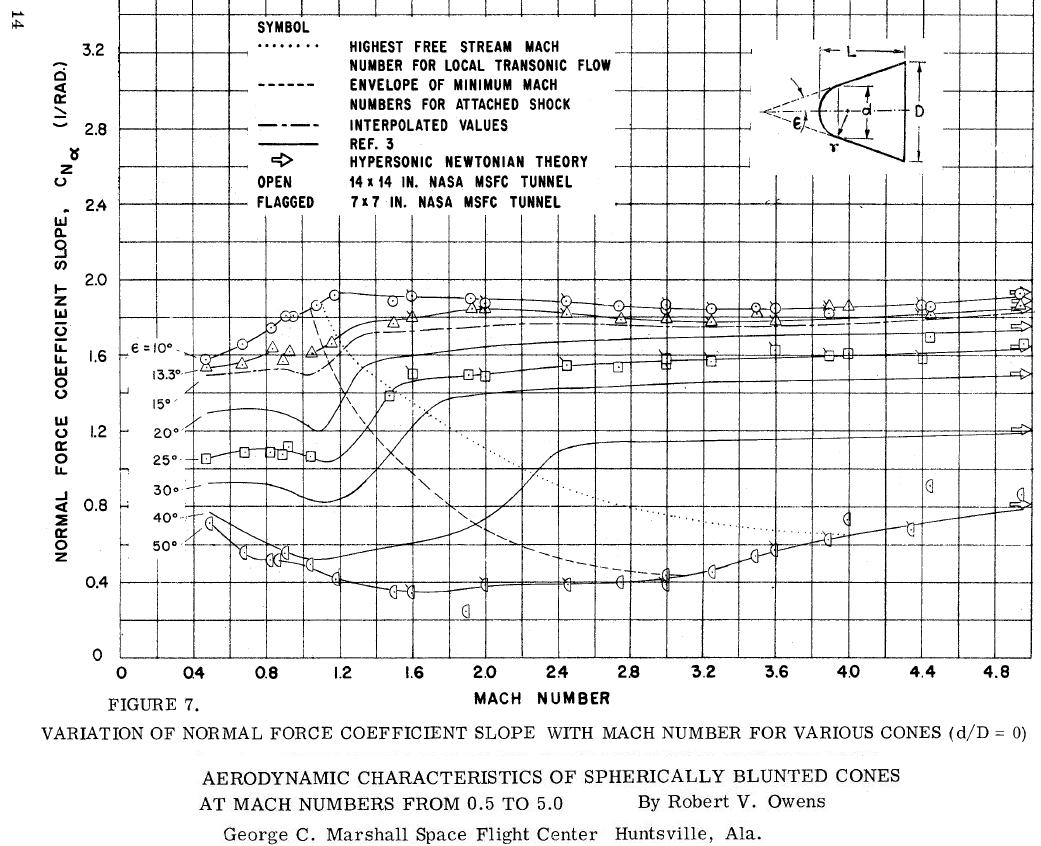 14
SYMBOL
HIGHEST FREE STREAM MACH
NUMBER FOR LOCAL TRANSONIC FLOW
ENVELOPE OF MINIMUM MACH
NUMBERS FOR ATTACHED SHOCK
INTERPOLATED VALUES
REF. 3
HYPERSONIC NEWTONIAN THEORY
OPEN 14 x 14 IN. NASA MSFC TUNNEL
FLAGGED 7 x 7 IN. NASA MSFC TUNNEL
L
D
d
ϵ
r
NORMAL FORCE COEFFICIENT SLOPE, CNα (1/RAD.)
3.2
2.8
2.4
2.0
1.6
1.2
0.8
0.4
0
ϵ = 10°
13.3°
15°
20°
25°
30°
40°
50°
0 0.4 0.8 1.2 1.6 2.0 2.4 2.8 3.2 3.6 4.0 4.4 4.8
MACH NUMBER
FIGURE 7.
VARIATION OF NORMAL FORCE COEFFICIENT SLOPE WITH MACH NUMBER FOR VARIOUS CONES (d/D = 0)
AERODYNAMIC CHARACTERISTICS OF SPHERICALLY BLUNTED CONES
AT MACH NUMBERS FROM 0.5 TO 5.0 By Robert V. Owens
George C. Marshall Space Flight Center Huntsville, Ala.